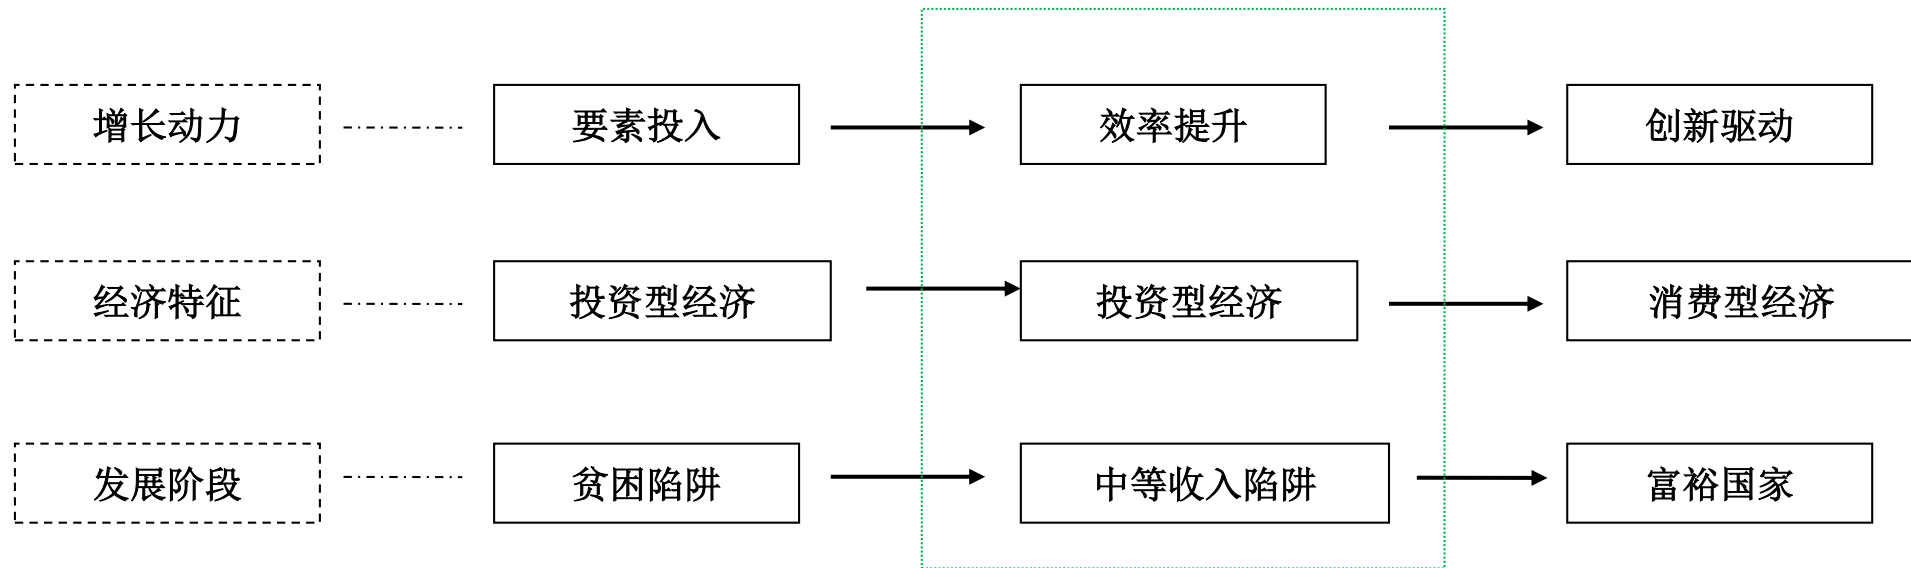 增长动力 要素投入 效率提升 创新驱动
经济特征 投资型经济 投资型经济 消费型经济
发展阶段 贫困陷阱 中等收入陷阱 富裕国家